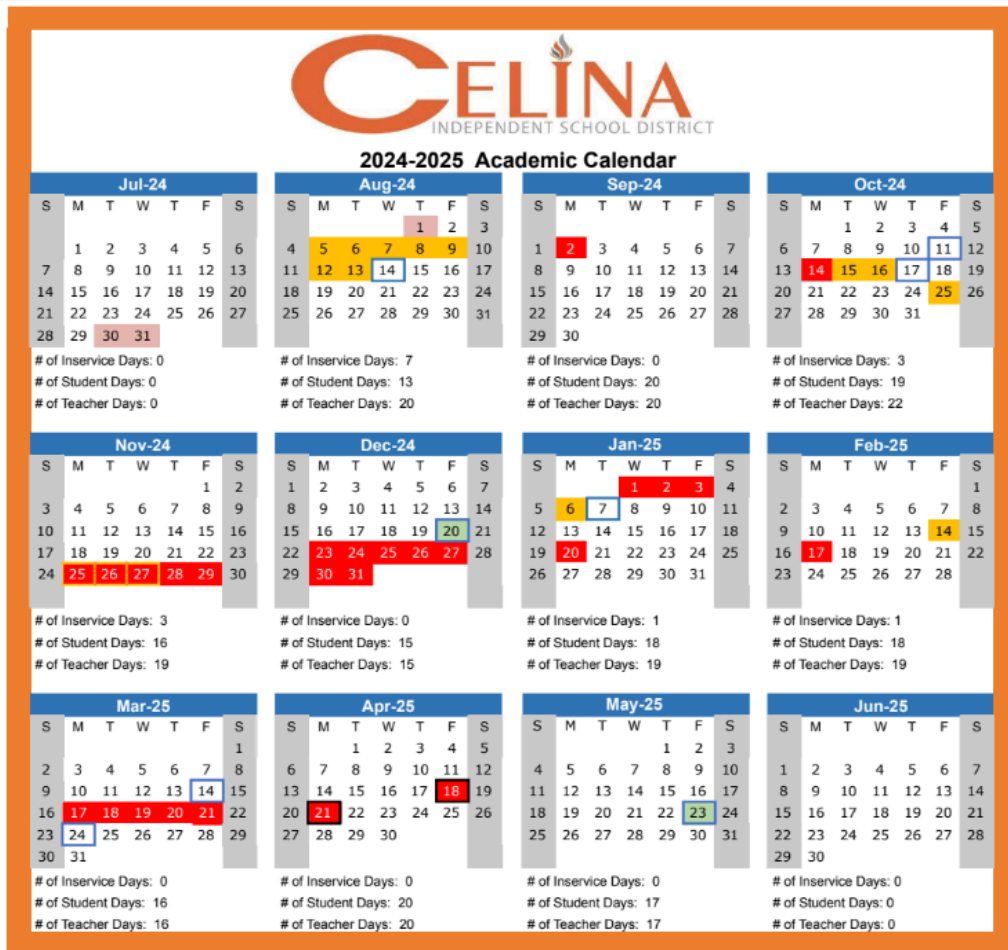 CELINA
INDEPENDENT SCHOOL DISTRICT
2024-2025 Academic Calendar
Jul-24
S M T W T F S
1 2 3 4 5 6
7 8 9 10 11 12 13
14 15 16 17 18 19 20
21 22 23 24 25 26 27
28 29 30 31
# of Inservice Days: 0
# of Student Days: 0
# of Teacher Days: 0
Aug-24
S M T W T F S
1 2 3
4 5 6 7 8 9 10
11 12 13 14 15 16 17
18 19 20 21 22 23 24
25 26 27 28 29 30 31
# of Inservice Days: 7
# of Student Days: 13
# of Teacher Days: 20
Sep-24
S M T W T F S
1 2 3 4 5 6 7
8 9 10 11 12 13 14
15 16 17 18 19 20 21
22 23 24 25 26 27 28
29 30
# of Inservice Days: 0
# of Student Days: 20
# of Teacher Days: 20
Oct-24
S M T W T F S
1 2 3 4 5
6 7 8 9 10 11 12
13 14 15 16 17 18 19
20 21 22 23 24 25 26
27 28 29 30 31
# of Inservice Days: 3
# of Student Days: 19
# of Teacher Days: 22
Nov-24
S M T W T F S
1 2
3 4 5 6 7 8 9
10 11 12 13 14 15 16
17 18 19 20 21 22 23
24 25 26 27 28 29 30
# of Inservice Days: 3
# of Student Days: 16
# of Teacher Days: 19
Dec-24
S M T W T F S
1 2 3 4 5 6 7
8 9 10 11 12 13 14
15 16 17 18 19 20 21
22 23 24 25 26 27 28
29 30 31
# of Inservice Days: 0
# of Student Days: 15
# of Teacher Days: 15
Jan-25
S M T W T F S
1 2 3 4
5 6 7 8 9 10 11
12 13 14 15 16 17 18
19 20 21 22 23 24 25
26 27 28 29 30 31
# of Inservice Days: 1
# of Student Days: 18
# of Teacher Days: 19
Feb-25
S M T W T F S
1
2 3 4 5 6 7 8
9 10 11 12 13 14 15
16 17 18 19 20 21 22
23 24 25 26 27 28
# of Inservice Days: 1
# of Student Days: 18
# of Teacher Days: 19
Mar-25
S M T W T F S
1
2 3 4 5 6 7 8
9 10 11 12 13 14 15
16 17 18 19 20 21 22
23 24 25 26 27 28 29
30 31
# of Inservice Days: 0
# of Student Days: 16
# of Teacher Days: 16
Apr-25
S M T W T F S
1 2 3 4 5
6 7 8 9 10 11 12
13 14 15 16 17 18 19
20 21 22 23 24 25 26
27 28 29 30
# of Inservice Days: 0
# of Student Days: 20
# of Teacher Days: 20
May-25
S M T W T F S
1 2 3
4 5 6 7 8 9 10
11 12 13 14 15 16 17
18 19 20 21 22 23 24
25 26 27 28 29 30 31
# of Inservice Days: 0
# of Student Days: 17
# of Teacher Days: 17
Jun-25
S M T W T F S
1 2 3 4 5 6 7
8 9 10 11 12 13 14
15 16 17 18 19 20 21
22 23 24 25 26 27 28
29 30
# of Inservice Days: 0
# of Student Days: 0
# of Teacher Days: 0